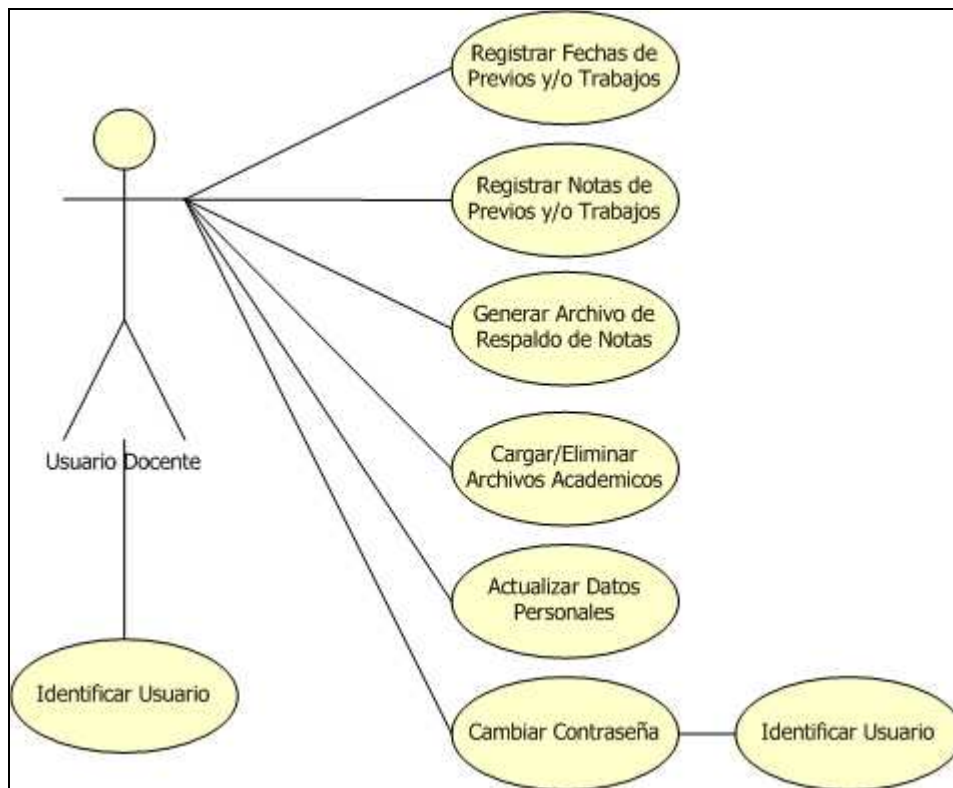 Registrar Fechas de
Previos y/o Trabajos
Registrar Notas de
Previos y/o Trabajos
Generar Archivo de
Respaldo de Notas
Usuario Docente
Cargar/Eliminar
Archivos Academicos
Actualizar Datos
Personales
Identificar Usuario
Cambiar Contraseña
Identificar Usuario